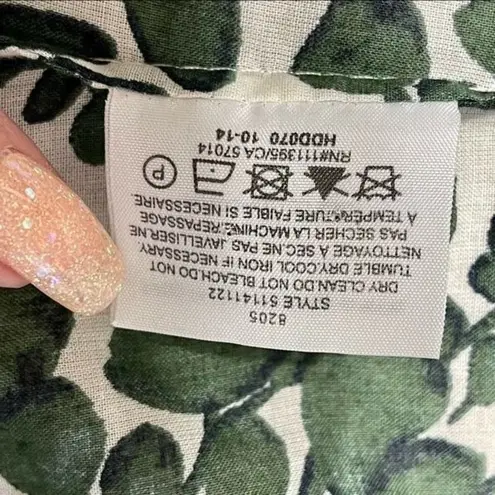 8205
STYLE 51141122
DRY CLEAN.DO NOT BLEACH.DO NOT
TUMBLE DRY.COOL IRON IF NECESSARY.
NETTOYAGE A SEC.NE PAS JAVELLISER.NE
PAS SECHER LA MACHINE.REPASSAGE
A TEMPERATURE FAIBLE SI NECESSAIRE
P
RN#111395/CA 57014
HDD070 10-14